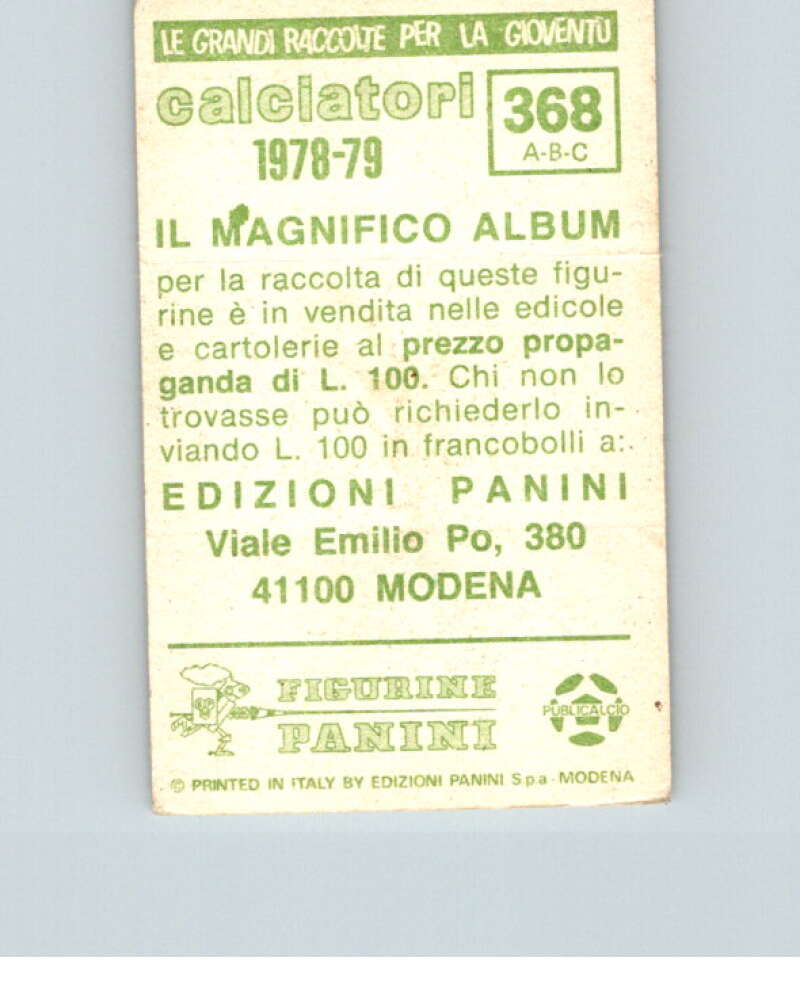 LE GRANDI RACCOLTE PER LA GIOVENTÙ
calciatori
1978-79
368
A-B-C
IL MAGNIFICO ALBUM
per la raccolta di queste figu-
rine è in vendita nelle edicole
e cartolerie al prezzo propa-
ganda di L. 100. Chi non lo
trovasse può richiederlo in-
viando L. 100 in francobolli a:
EDIZIONI PANINI
Viale Emilio Po, 380
41100 MODENA
FIGURINE
PANINI
PUBLICALCIO
© PRINTED IN ITALY BY EDIZIONI PANINI S.p.a - MODENA